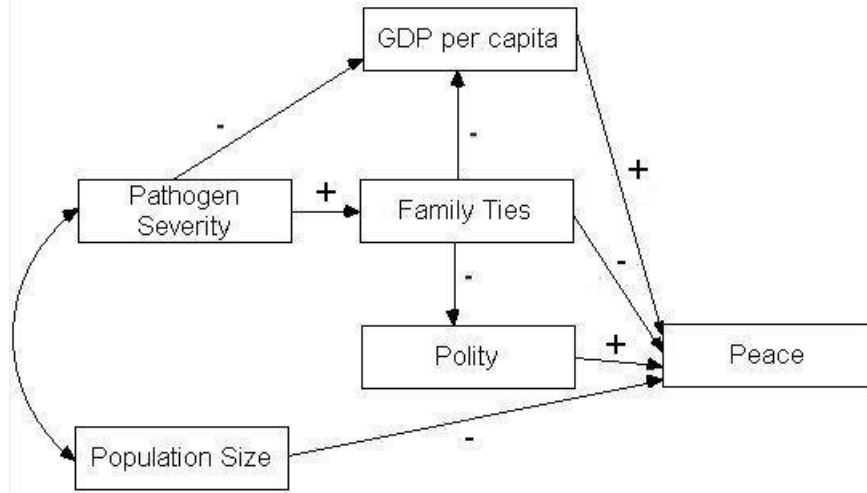 GDP per capita
-
-
+
Pathogen
Severity
+
Family Ties
-
-
Polity
+
Peace
Population Size
-